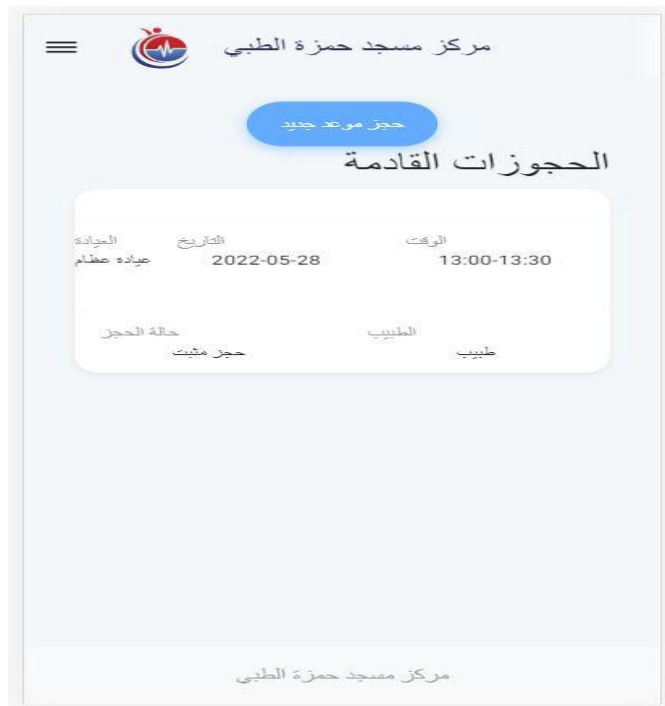 مركز مسجد حمزة الطبي
حجز موعد جديد
الحجوزات القادمة
الوقت التاريخ العيادة
13:00-13:30 2022-05-28 عياده عظام
الطبيب حالة الحجز
طبيب حجز مثبت
مركز مسجد حمزة الطبي